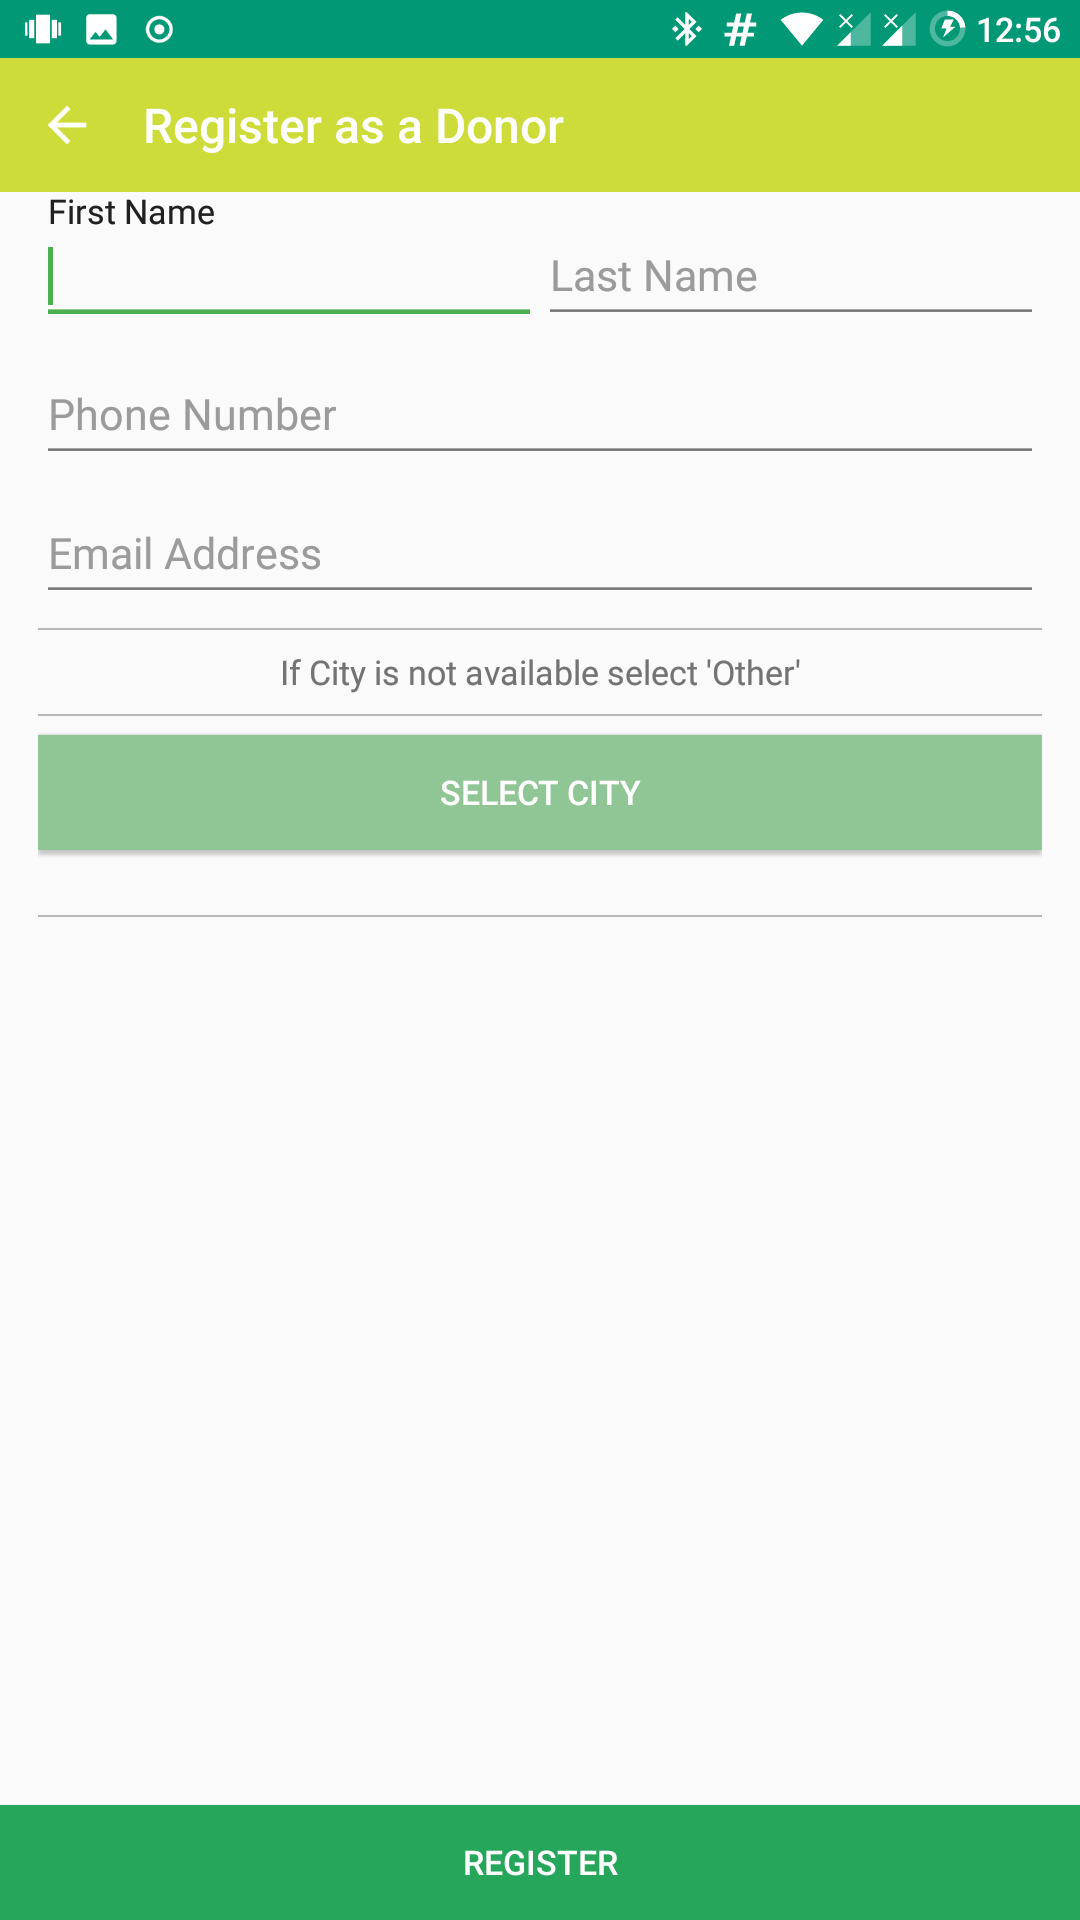 12:56
Register as a Donor
First Name
Last Name
Phone Number
Email Address
If City is not available select 'Other'
SELECT CITY
REGISTER